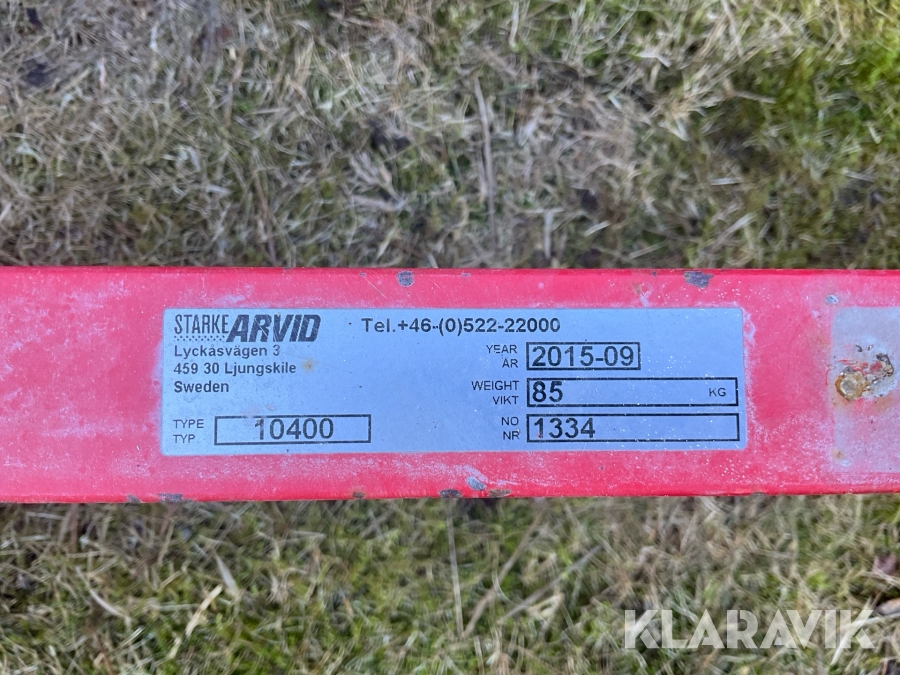 STARKE ARVID
Tel.+46-(0)522-22000
Lyckåsvägen 3
459 30 Ljungskile
Sweden
YEAR
ÅR
2015-09
WEIGHT
VIKT
85 KG
TYPE
TYP
10400
NO
NR
1334
KLARAVIK